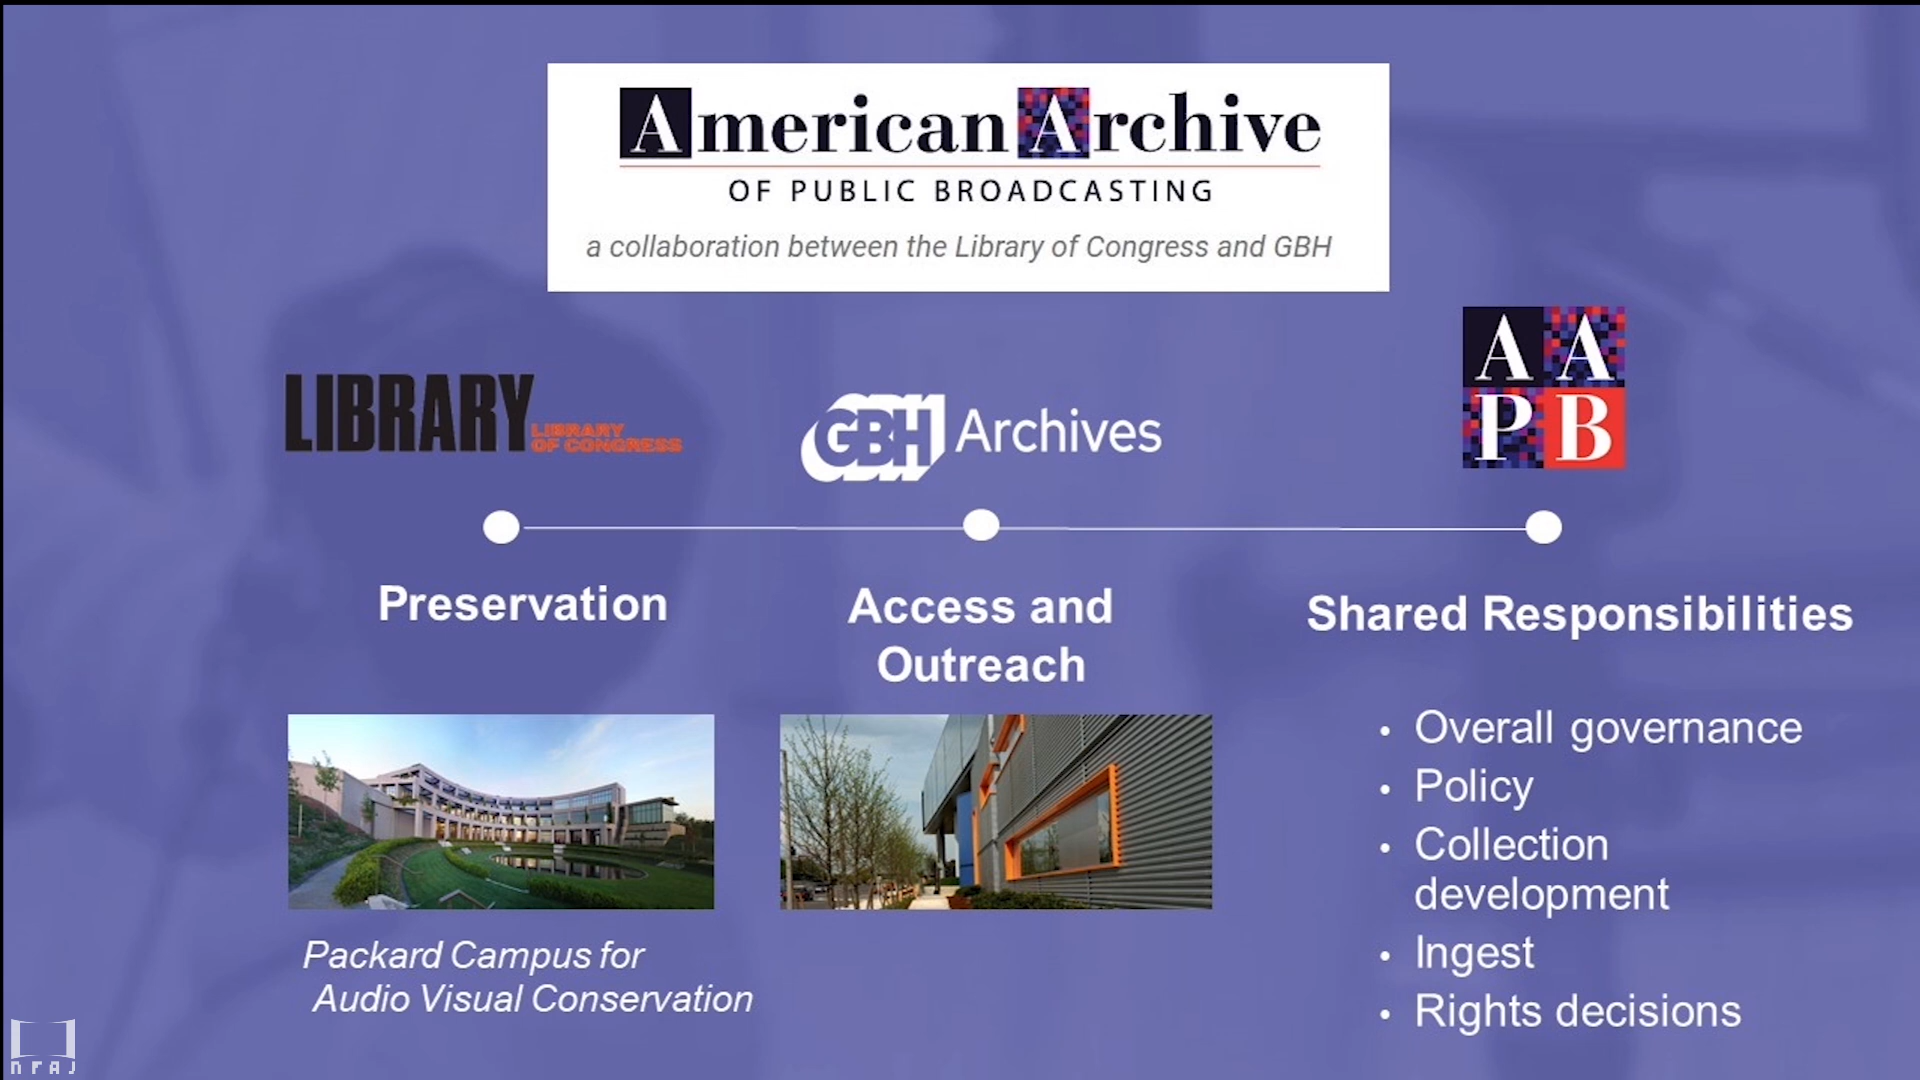 American Archive
OF PUBLIC BROADCASTING
a collaboration between the Library of Congress and GBH
LIBRARY
LIBRARY
OF CONGRESS
GBH Archives
A A
P B
Preservation
Access and
Outreach
Shared Responsibilities
Packard Campus for
Audio Visual Conservation
• Overall governance
• Policy
• Collection
development
• Ingest
• Rights decisions
nfaj